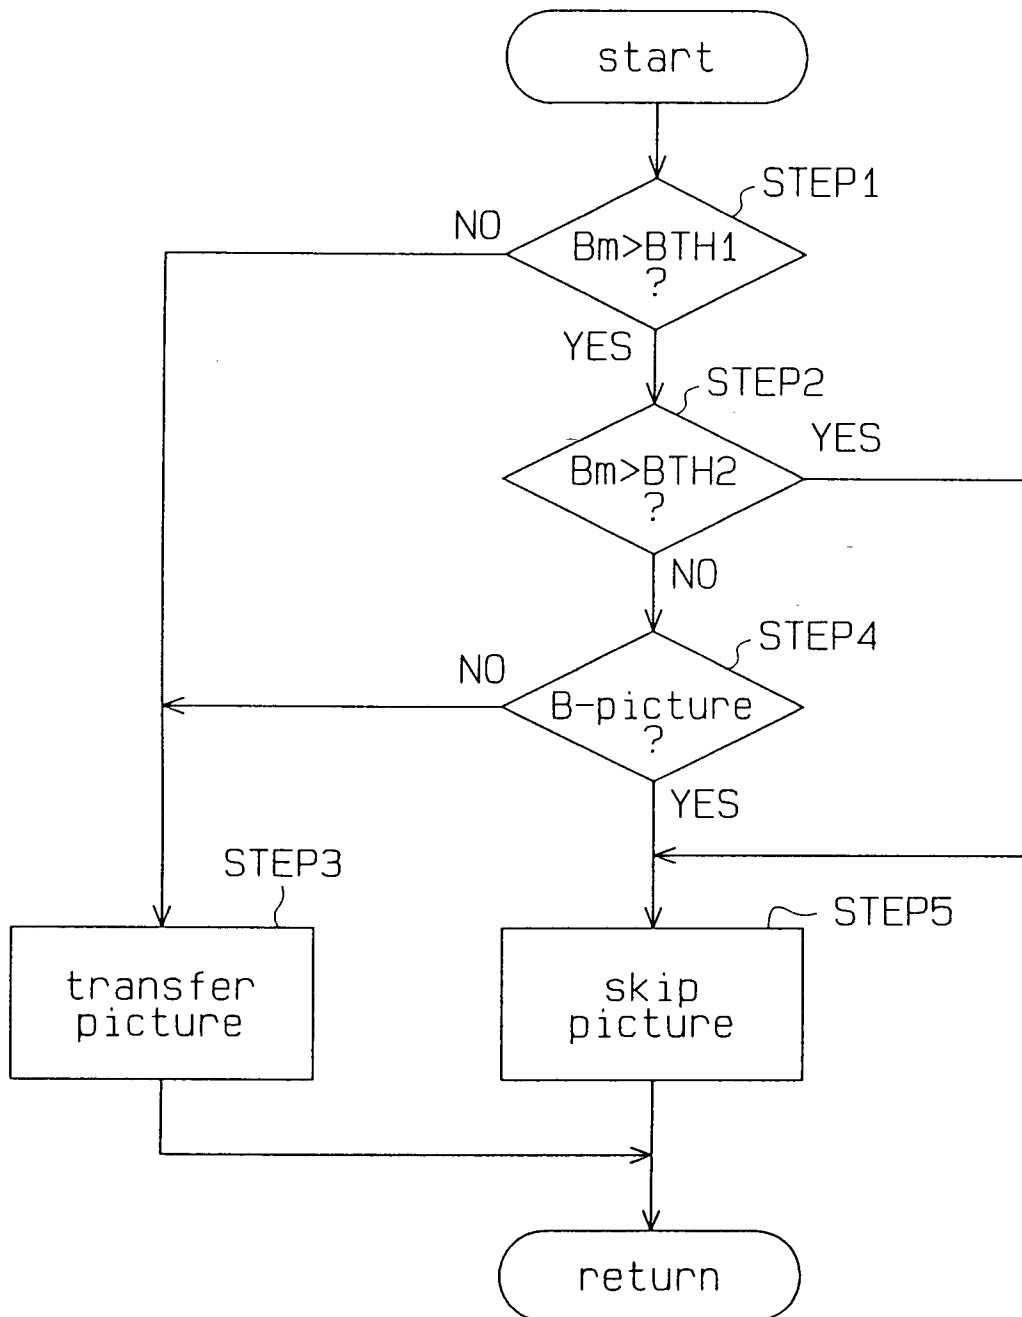 start
STEP1
NO
Bm>BTH1
?
YES
STEP2
YES
Bm>BTH2
?
NO
STEP4
NO
B-picture
?
YES
STEP3
STEP5
transfer
picture
skip
picture
return